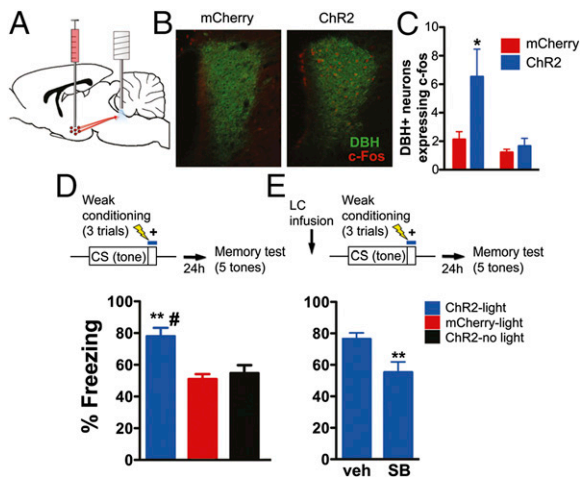 A
B
mCherry
ChR2
DBH
c-Fos
C
DBH+ neurons
expressing c-fos
10
8
6
4
2
0
*
mCherry
ChR2
D
Weak
conditioning
(3 trials)
+
CS (tone)
24h
Memory test
(5 tones)
E
LC
infusion
Weak
conditioning
(3 trials)
+
CS (tone)
24h
Memory test
(5 tones)
% Freezing
100
80
60
40
20
0
** #
100
80
60
40
20
0
**
veh SB
ChR2-light
mCherry-light
ChR2-no light